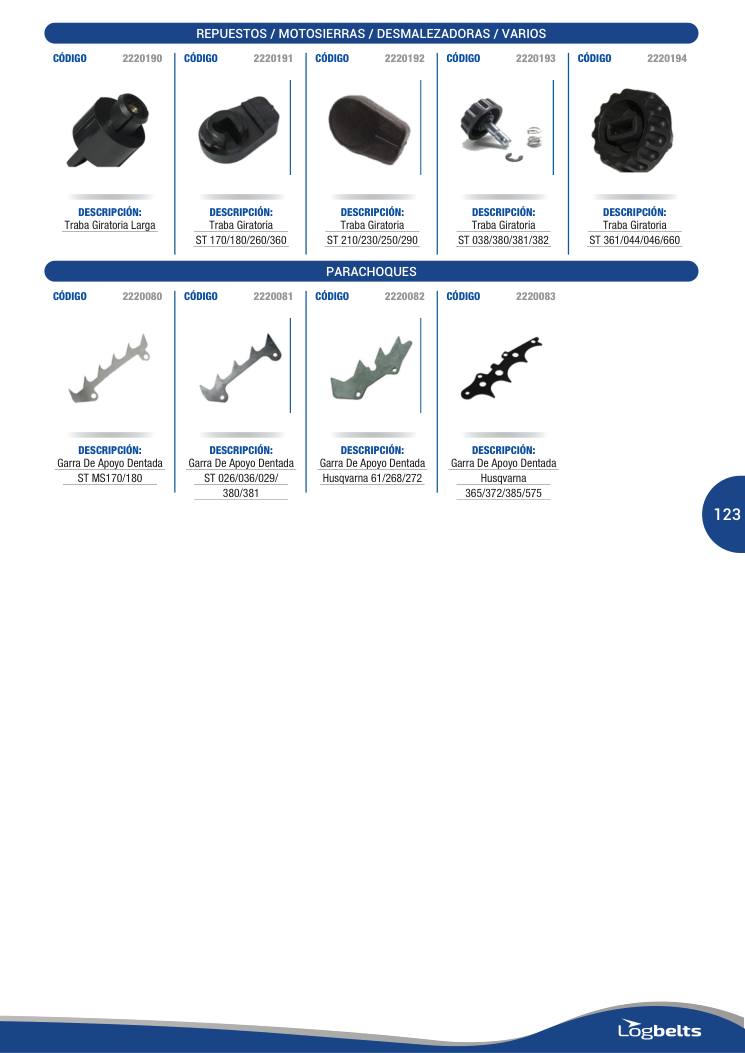 REPUESTOS / MOTOSIERRAS / DESMALEZADORAS / VARIOS
CÓDIGO 2220190
DESCRIPCIÓN:
Traba Giratoria Larga
CÓDIGO 2220191
DESCRIPCIÓN:
Traba Giratoria
ST 170/180/260/360
CÓDIGO 2220192
DESCRIPCIÓN:
Traba Giratoria
ST 210/230/250/290
CÓDIGO 2220193
DESCRIPCIÓN:
Traba Giratoria
ST 038/380/381/382
CÓDIGO 2220194
DESCRIPCIÓN:
Traba Giratoria
ST 361/044/046/660
PARACHOQUES
CÓDIGO 2220080
DESCRIPCIÓN:
Garra De Apoyo Dentada
ST MS170/180
CÓDIGO 2220081
DESCRIPCIÓN:
Garra De Apoyo Dentada
ST 026/036/029/
380/381
CÓDIGO 2220082
DESCRIPCIÓN:
Garra De Apoyo Dentada
Husqvarna 61/268/272
CÓDIGO 2220083
DESCRIPCIÓN:
Garra De Apoyo Dentada
Husqvarna
365/372/385/575
123
Logbelts